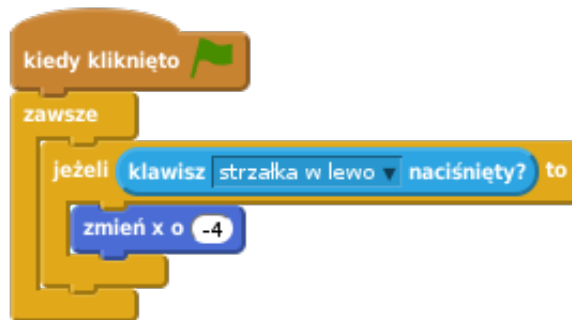 kiedy kliknięto
zawsze
jeżeli klawisz strzałka w lewo naciśnięty? to
zmień x o -4